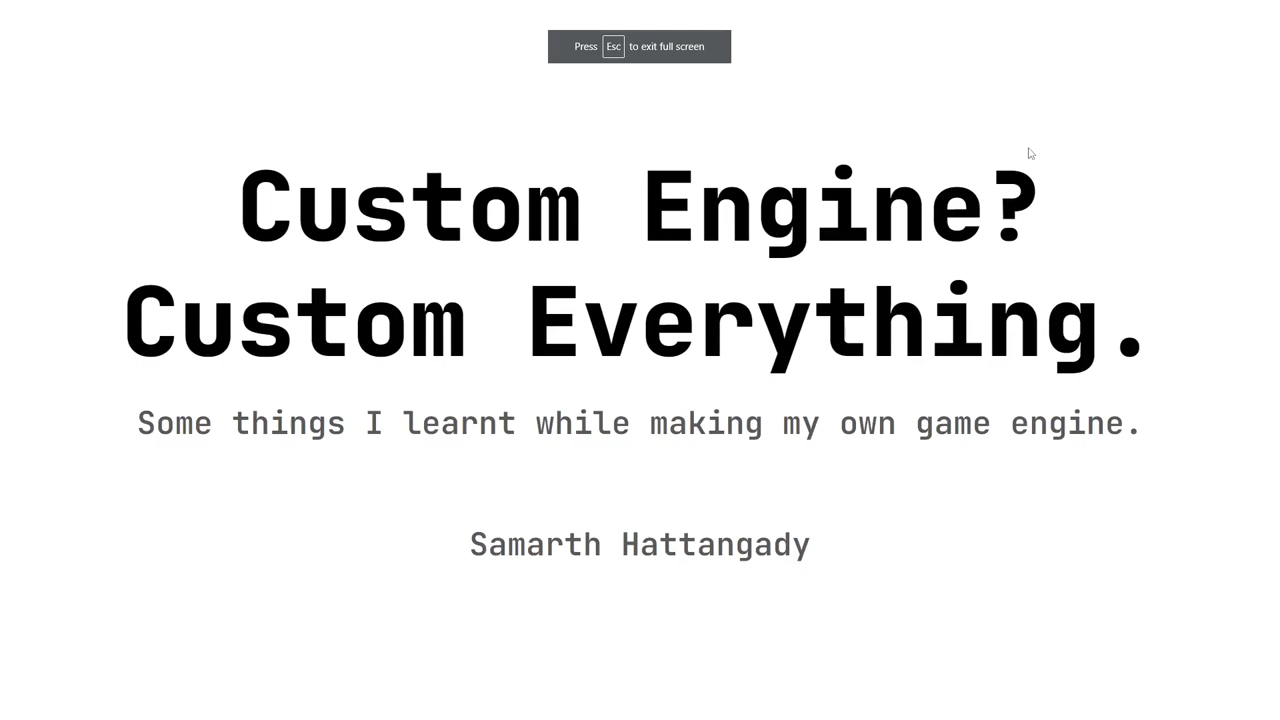 Press Esc to exit full screen
Custom Engine?
Custom Everything.
Some things I learnt while making my own game engine.
Samarth Hattangady